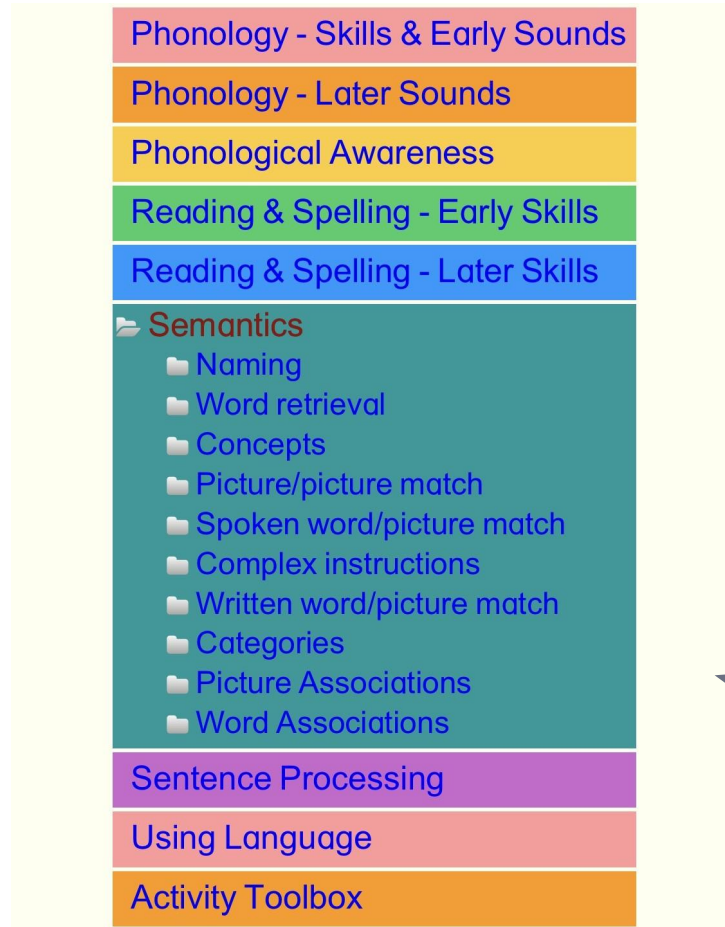 Phonology - Skills & Early Sounds
Phonology - Later Sounds
Phonological Awareness
Reading & Spelling - Early Skills
Reading & Spelling - Later Skills
Semantics
Naming
Word retrieval
Concepts
Picture/picture match
Spoken word/picture match
Complex instructions
Written word/picture match
Categories
Picture Associations
Word Associations
Sentence Processing
Using Language
Activity Toolbox